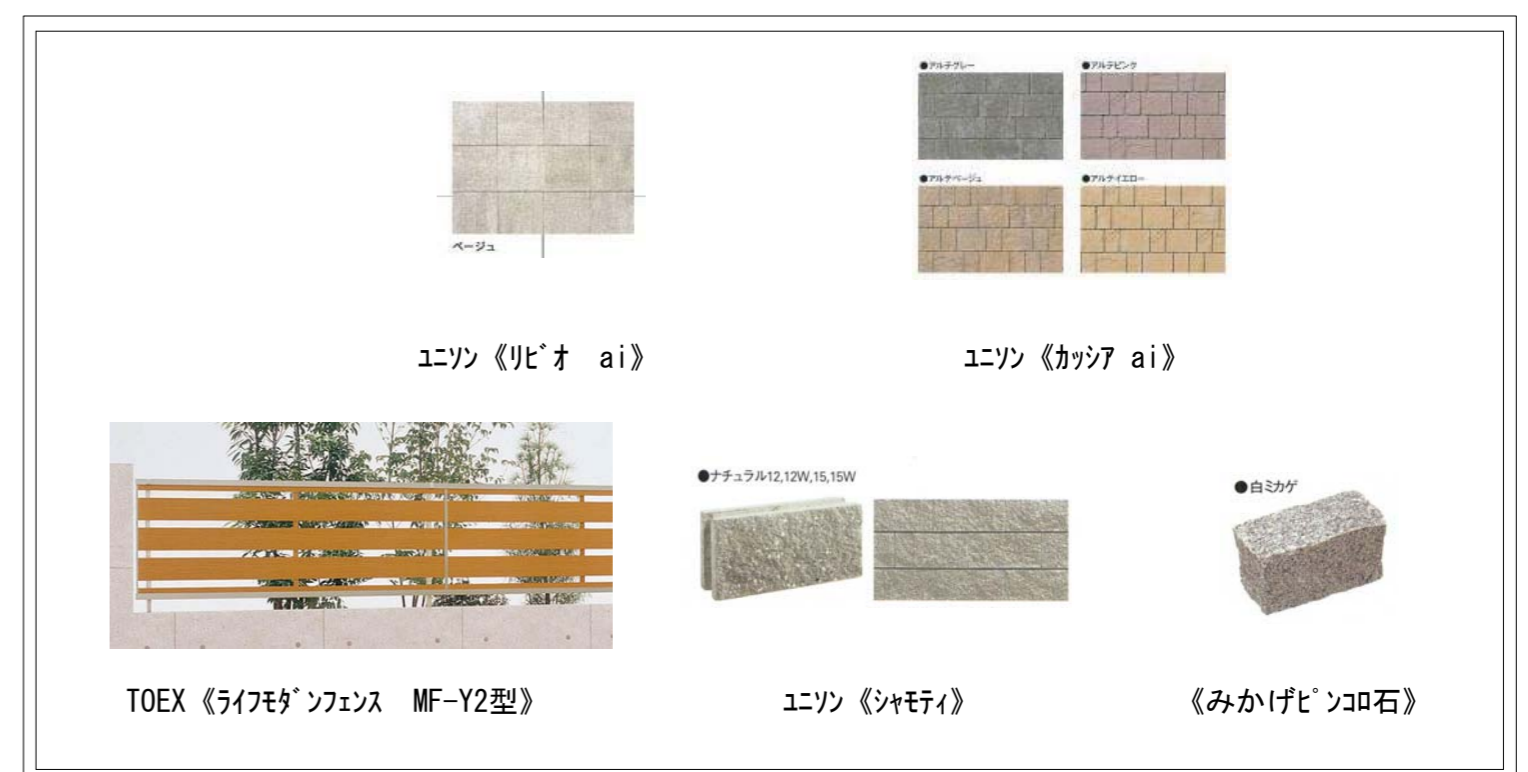 ●アルテグレー
●アルテピンク
●アルテベージュ
●アルテイエロー
ベージュ
ﾕﾆｿﾝ《ﾘﾋﾞｵ ai》
ﾕﾆｿﾝ《ｶｯｼｱ ai》
●ナチュラル12,12W,15,15W
●白ミカゲ
TOEX《ﾗｲﾌﾓﾀﾞﾝﾌｪﾝｽ MF-Y2型》
ﾕﾆｿﾝ《ｼｬﾓﾃｨ》
《みかげﾋﾟﾝｺﾛ石》